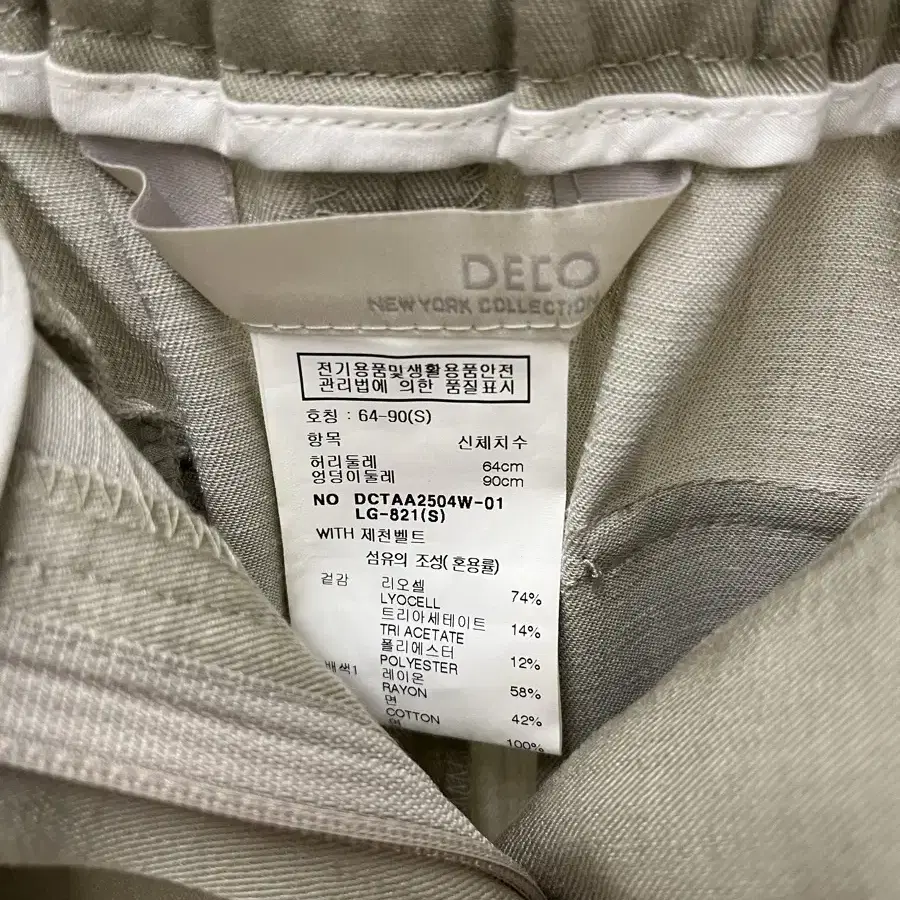 DECO
NEW YORK COLLECTION
전기용품및생활용품안전
관리법에 의한 품질표시
호칭 : 64-90(S)
항목 신체치수
허리둘레 64cm
엉덩이둘레 90cm
NO DCTAA2504W-01
LG-821(S)
WITH 제천벨트
섬유의 조성(혼용률)
겉감 리오셀 74%
LYOCELL
트리아세테이트 14%
TRI ACETATE
폴리에스터 12%
POLYESTER
배색1 레이온 58%
RAYON
면 42%
COTTON
면 100%